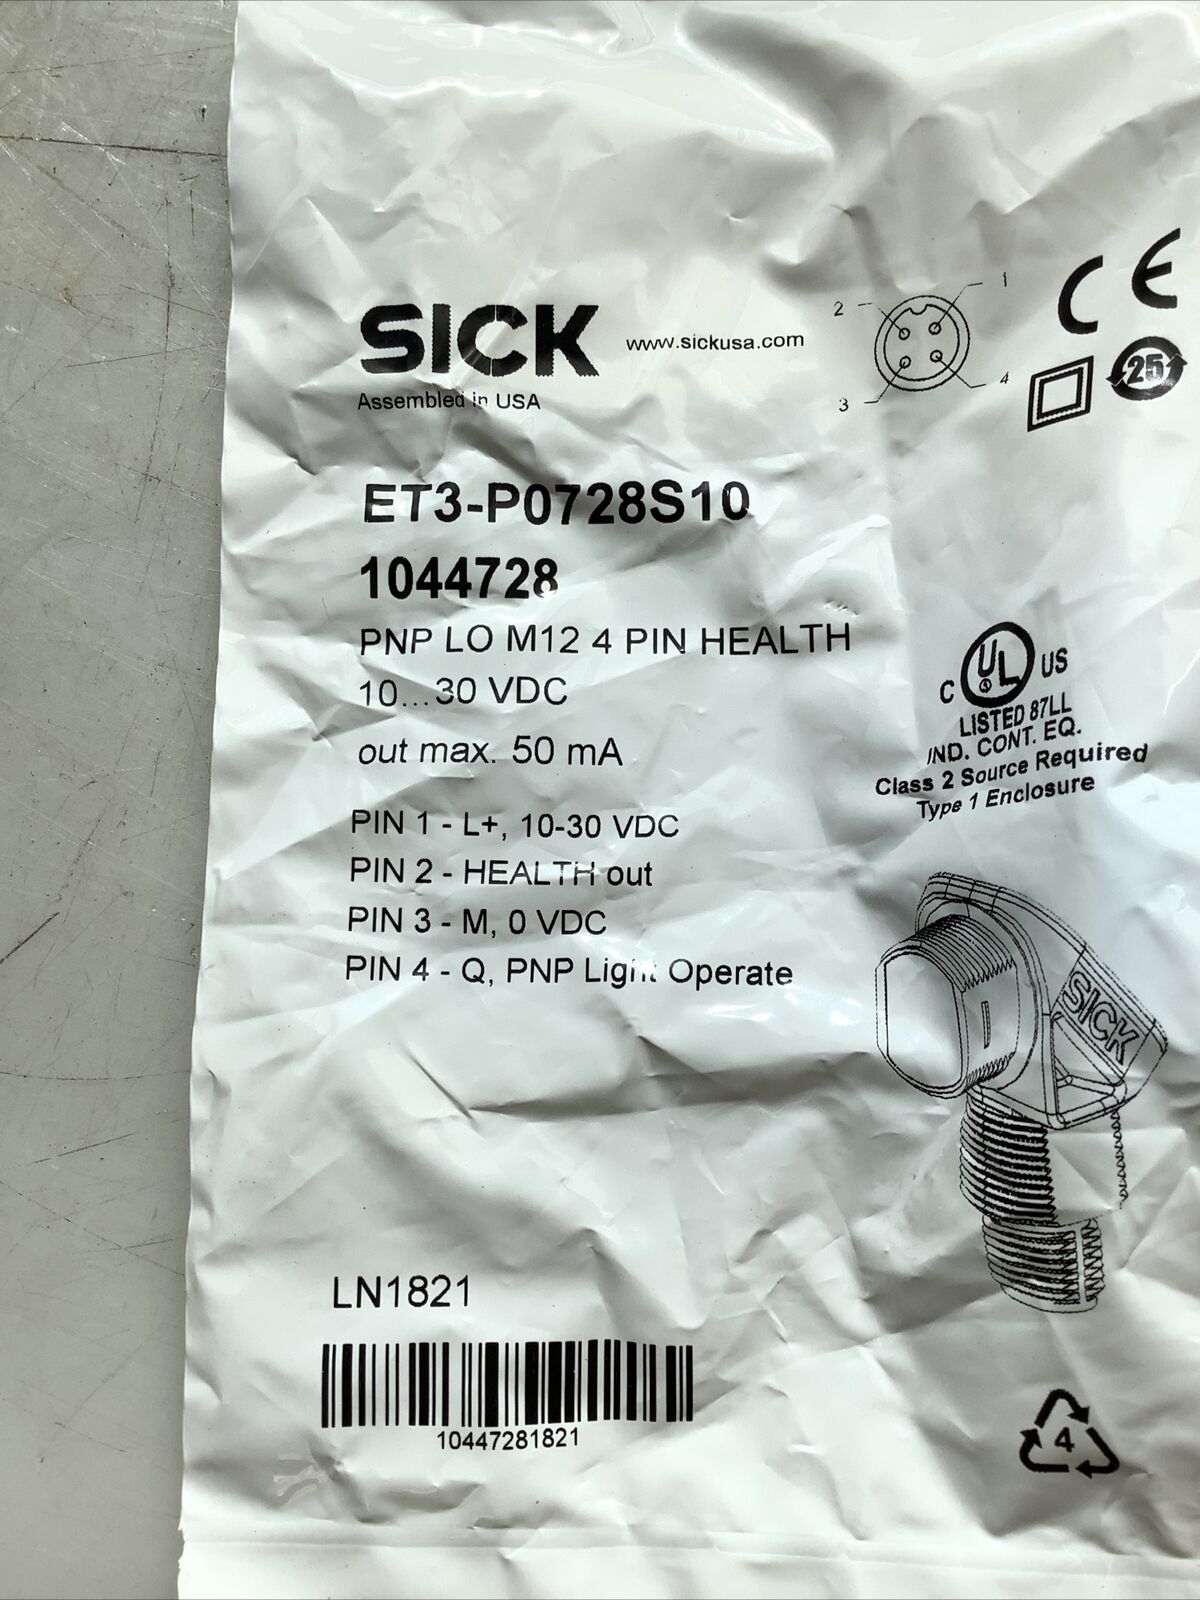 SICK www.sickusa.com
Assembled in USA
2 1
3 4
CE
25
ET3-P0728S10
1044728
PNP LO M12 4 PIN HEALTH
10...30 VDC
out max. 50 mA
C UL US
LISTED 87LL
IND. CONT. EQ.
Class 2 Source Required
Type 1 Enclosure
PIN 1 - L+, 10-30 VDC
PIN 2 - HEALTH out
PIN 3 - M, 0 VDC
PIN 4 - Q, PNP Light Operate
SICK
LN1821
10447281821
4